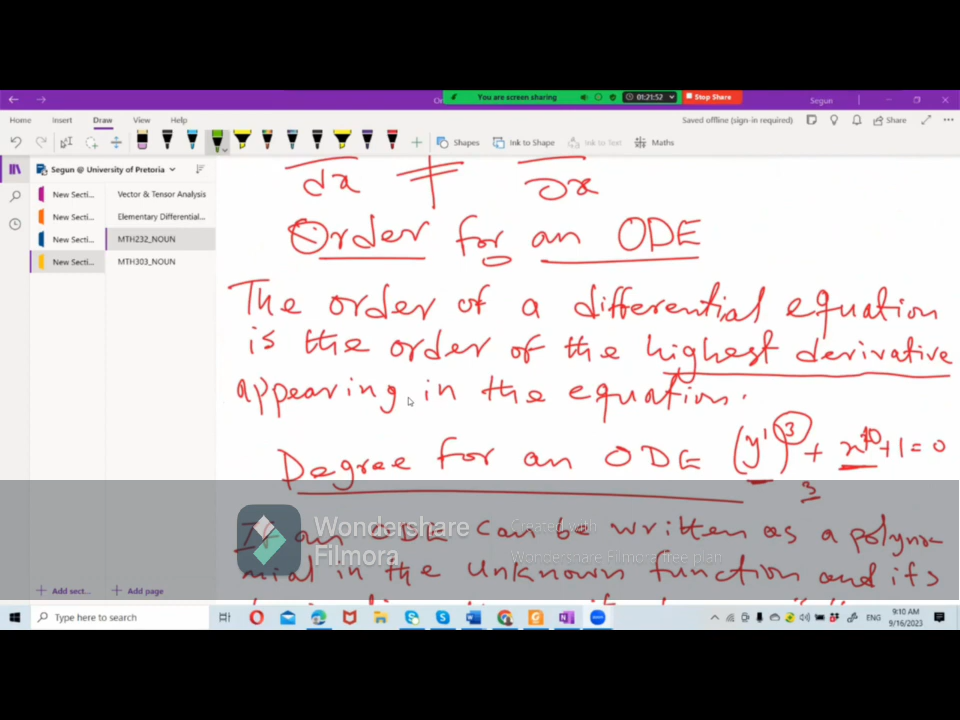 You are screen sharing
01:21:52
Stop Share
Segun
Home Insert Draw View Help
Saved offline (sign-in required)
Share
Shapes
Ink to Shape
Ink to Text
Maths
Segun @ University of Pretoria
New Secti...
Vector & Tensor Analysis
New Secti...
Elementary Differential...
New Secti...
MTH232_NOUN
New Secti...
MTH303_NOUN
dx ≠ ∂x
Order for an ODE
The order of a differential equation
is the order of the highest derivative
appearing in the equation.
Degree for an ODE (y')³ + x¹⁰ + 1 = 0
3
If an ODE can be written as a polyno
mial in the unknown function and its
Wondershare
Filmora
Created with
Wondershare Filmora free plan
+ Add sect...
+ Add page
Type here to search
ENG
9:10 AM
9/16/2023